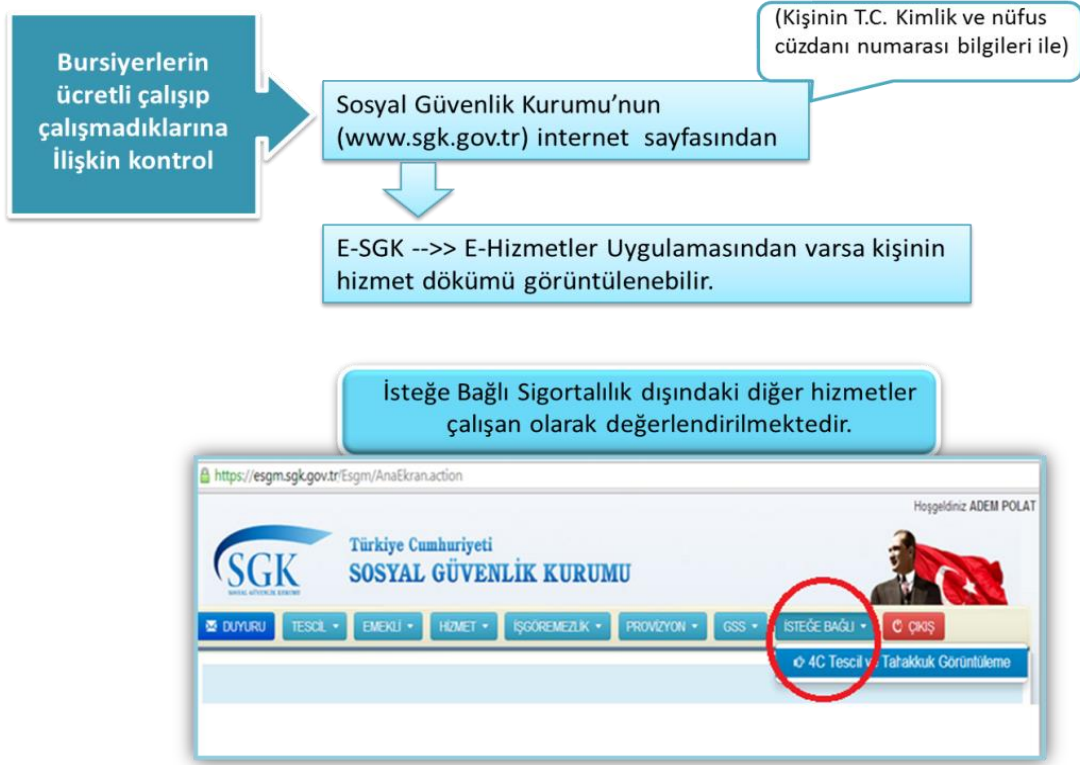 (Kişinin T.C. Kimlik ve nüfus
cüzdanı numarası bilgileri ile)
Bursiyerlerin
ücretli çalışıp
çalışmadıklarına
İlişkin kontrol
Sosyal Güvenlik Kurumu’nun
(www.sgk.gov.tr) internet sayfasından
E-SGK -->> E-Hizmetler Uygulamasından varsa kişinin
hizmet dökümü görüntülenebilir.
İsteğe Bağlı Sigortalılık dışındaki diğer hizmetler
çalışan olarak değerlendirilmektedir.
https://esgm.sgk.gov.tr/Esgm/AnaEkran.action
Hoşgeldiniz ADEM POLAT
SGK
SOSYAL GÜVENLİK KURUMU
Türkiye Cumhuriyeti
SOSYAL GÜVENLİK KURUMU
DUYURU TESCİL EMEKLİ HİZMET İŞGÖREMEZLİK PROVİZYON GSS İSTEĞE BAĞLI ÇIKIŞ
4C Tescil ve Tahakkuk Görüntüleme